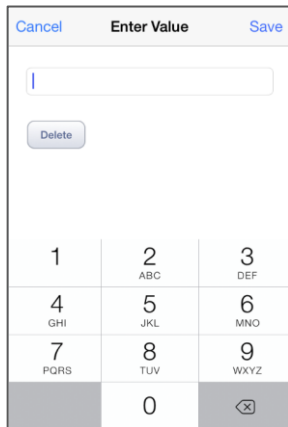 Cancel Enter Value Save
Delete
1 2 3
ABC DEF
4 5 6
GHI JKL MNO
7 8 9
PQRS TUV WXYZ
0